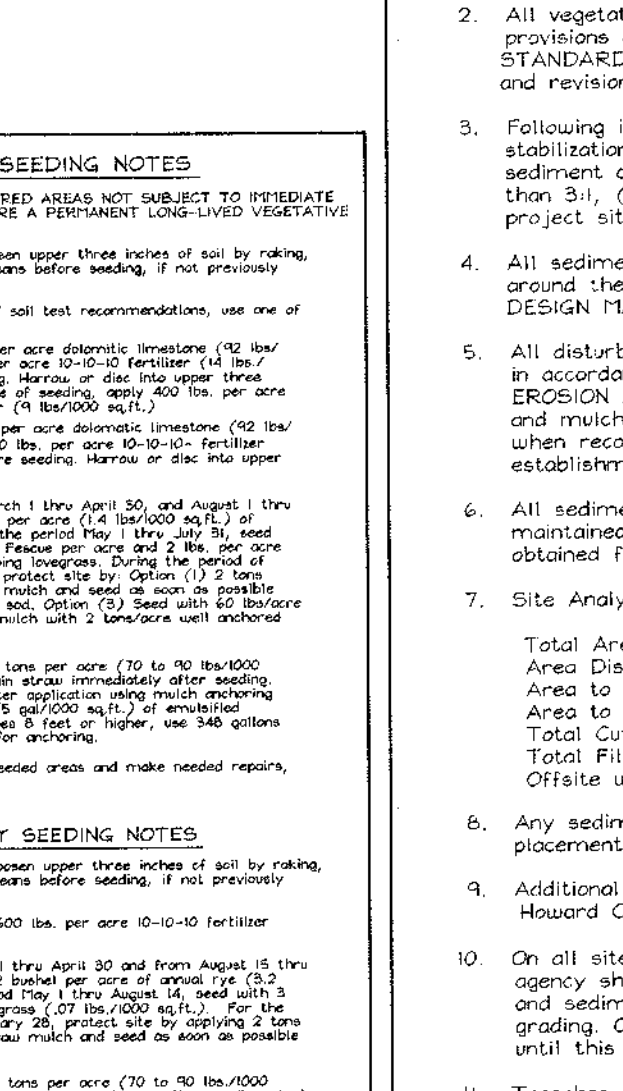 SEEDING NOTES
RED AREAS NOT SUBJECT TO IMMEDIATE
RE A PERMANENT LONG-LIVED VEGETATIVE
sen upper three inches of soil by raking,
ans before seeding, if not previously
soil test recommendations, use one of
er acre dolomitic limestone (92 lbs/
er acre 10-10-10 fertilizer (14 lbs./
g. Harrow or disc into upper three
e of seeding, apply 400 lbs. per acre
r (9 lbs/1000 sq.ft.)
per acre dolomatic limestone (92 lbs/
0 lbs. per acre 10-10-10- fertilizer
re seeding. Harrow or disc into upper
rch 1 thru April 30, and August 1 thru
per acre (1.4 lbs/1000 sq.ft.) of
the period May 1 thru July 31, seed
Fescue per acre and 2 lbs. per acre
ping lovegrass. During the period of
protect site by: Option (1) 2 tons
mulch and seed as soon as possible
sod. Option (3) Seed with 60 lbs/acre
mulch with 2 tons/acre well anchored
tons per acre (70 to 90 lbs/1000
in straw immediately after seeding.
er application using mulch anchoring
(5 gal/1000 sq.ft.) of emulsified
es 8 feet or higher, use 348 gallons
for anchoring.
seeded areas and make needed repairs,
Y SEEDING NOTES
oosen upper three inches of soil by raking,
eans before seeding, if not previously
600 lbs. per acre 10-10-10 fertilizer
1 thru April 30 and from August 15 thru
2 bushel per acre of annual rye (3.2
od May 1 thru August 14, seed with 3
grass (.07 lbs./1000 sq.ft.). For the
uary 28, protect site by applying 2 tons
raw mulch and seed as soon as possible
tons per acre (70 to 90 lbs./1000
2. All vegetat
provisions
STANDARD
and revision
3. Following i
stabilization
sediment c
than 3:1, (
project sit
4. All sedime
around the
DESIGN MA
5. All disturb
in accorda
EROSION
and mulch
when reco
establishm
6. All sedime
maintained
obtained f
7. Site Analy
Total Are
Area Dis
Area to
Area to
Total Cu
Total Fil
Offsite w
8. Any sedim
placement
9. Additional
Howard C
10. On all site
agency sh
and sedim
grading. O
until this